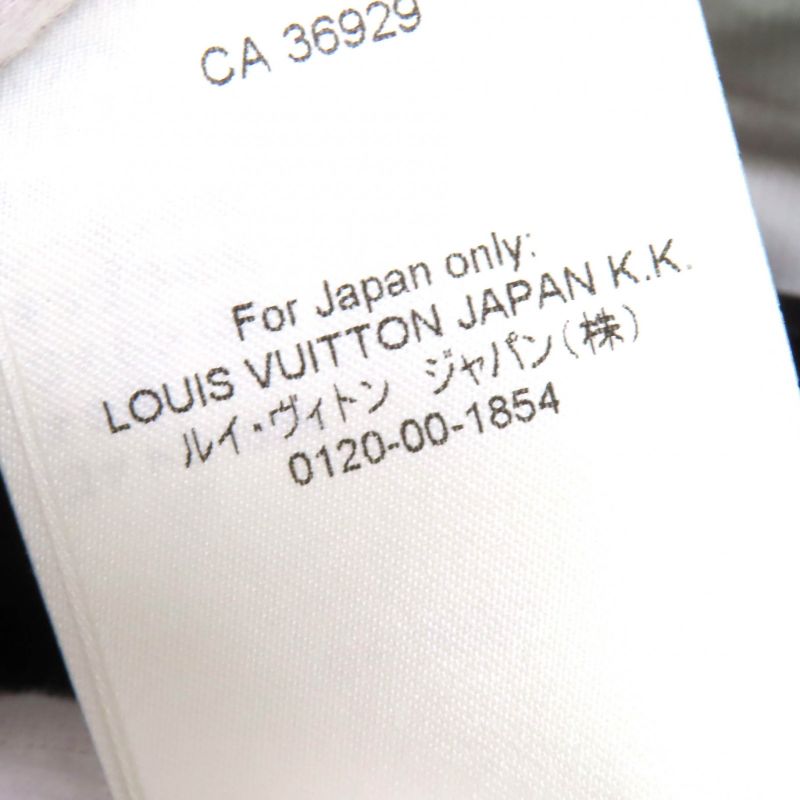 CA 36929
For Japan only:
LOUIS VUITTON JAPAN K.K.
ルイ・ヴィトン ジャパン(株)
0120-00-1854